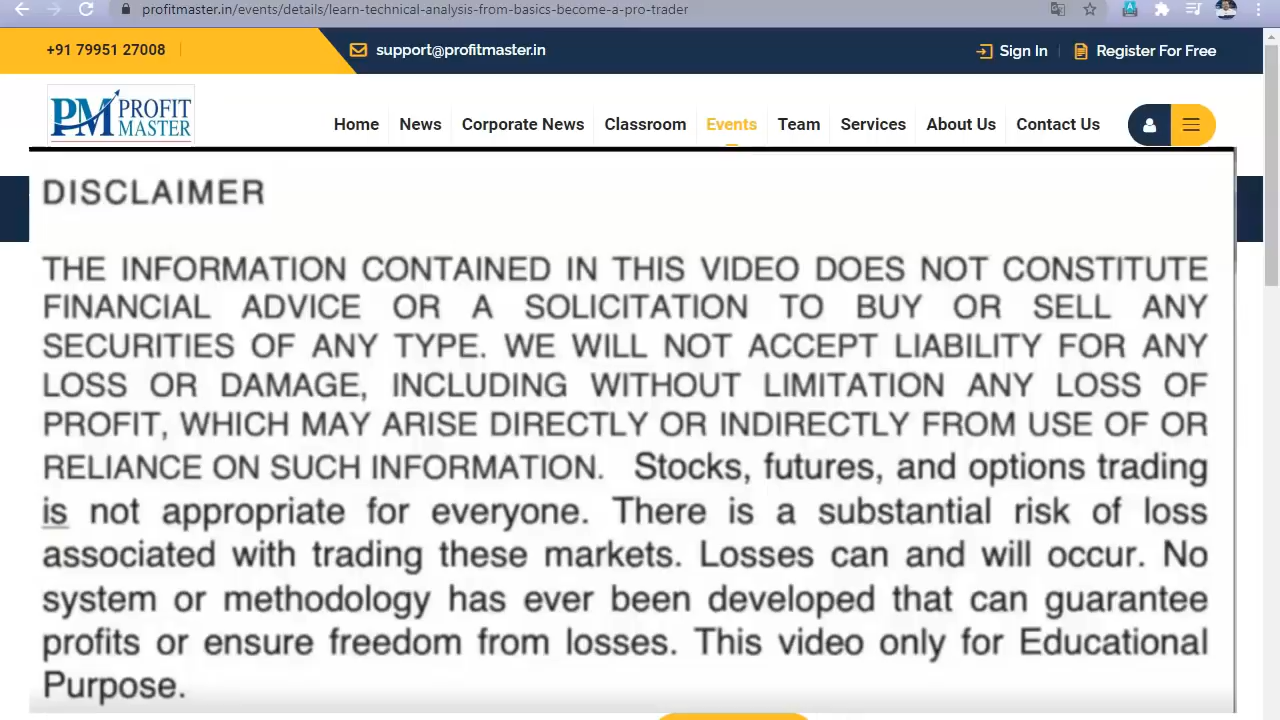 profitmaster.in/events/details/learn-technical-analysis-from-basics-become-a-pro-trader
+91 79951 27008
support@profitmaster.in
Sign In
Register For Free
PM PROFIT MASTER
Home News Corporate News Classroom Events Team Services About Us Contact Us
DISCLAIMER
THE INFORMATION CONTAINED IN THIS VIDEO DOES NOT CONSTITUTE
FINANCIAL ADVICE OR A SOLICITATION TO BUY OR SELL ANY
SECURITIES OF ANY TYPE. WE WILL NOT ACCEPT LIABILITY FOR ANY
LOSS OR DAMAGE, INCLUDING WITHOUT LIMITATION ANY LOSS OF
PROFIT, WHICH MAY ARISE DIRECTLY OR INDIRECTLY FROM USE OF OR
RELIANCE ON SUCH INFORMATION. Stocks, futures, and options trading
is not appropriate for everyone. There is a substantial risk of loss
associated with trading these markets. Losses can and will occur. No
system or methodology has ever been developed that can guarantee
profits or ensure freedom from losses. This video only for Educational
Purpose.